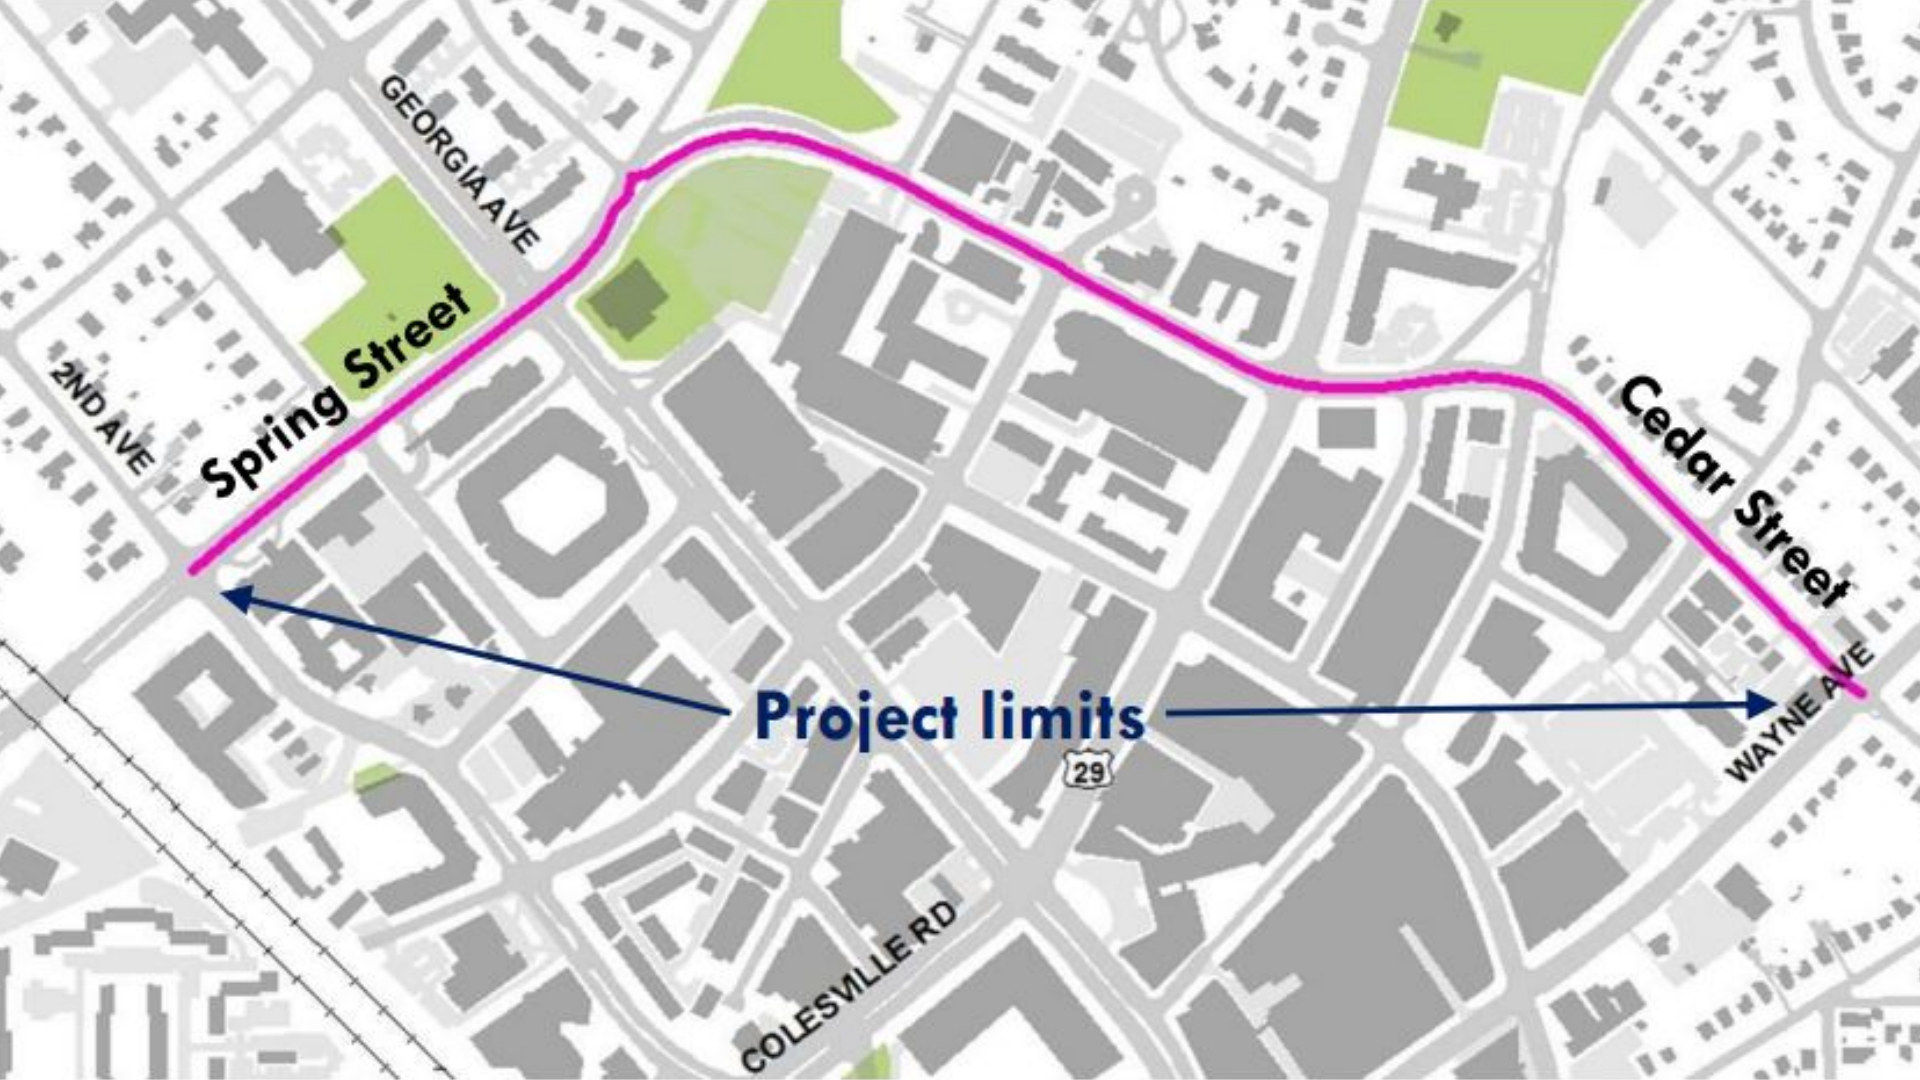 GEORGIA AVE
Spring Street
2ND AVE
Cedar Street
Project limits
WAYNE AVE
29
COLESVILLE RD